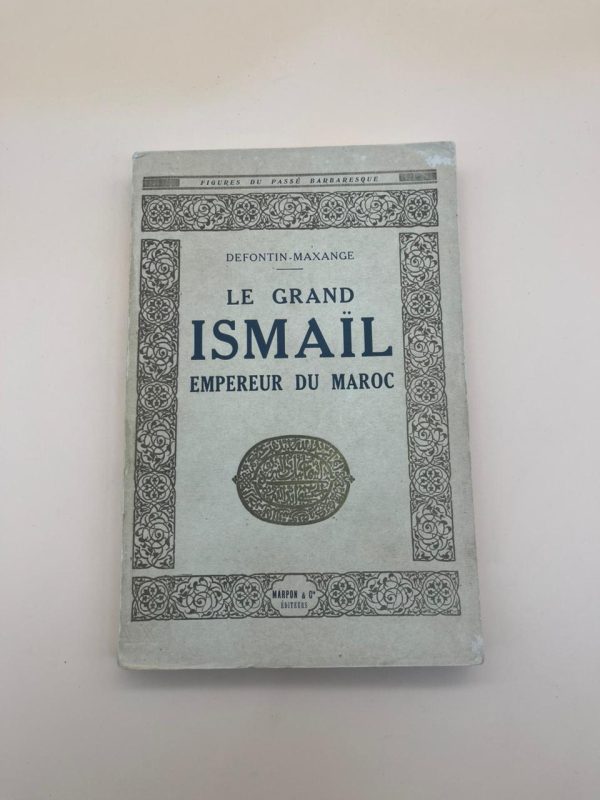 FIGURES DU PASSÉ BARBARESQUE
DEFONTIN-MAXANGE
LE GRAND
ISMAÏL
EMPEREUR DU MAROC
MARPON & Cie
ÉDITEURS